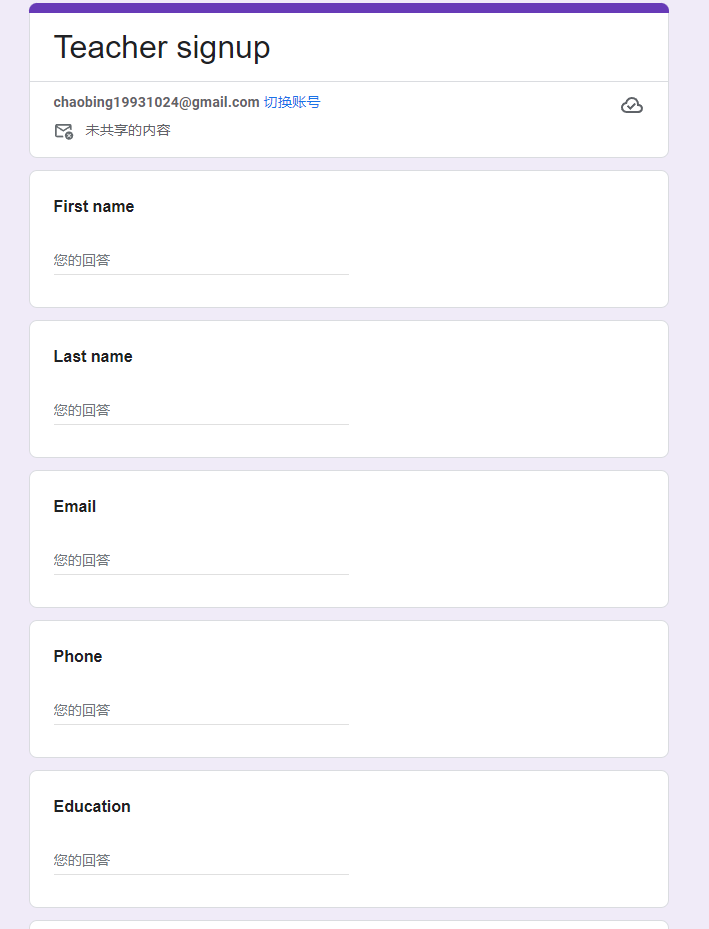 Teacher signup
chaobing19931024@gmail.com 切换账号
未共享的内容
First name
您的回答
Last name
您的回答
Email
您的回答
Phone
您的回答
Education
您的回答